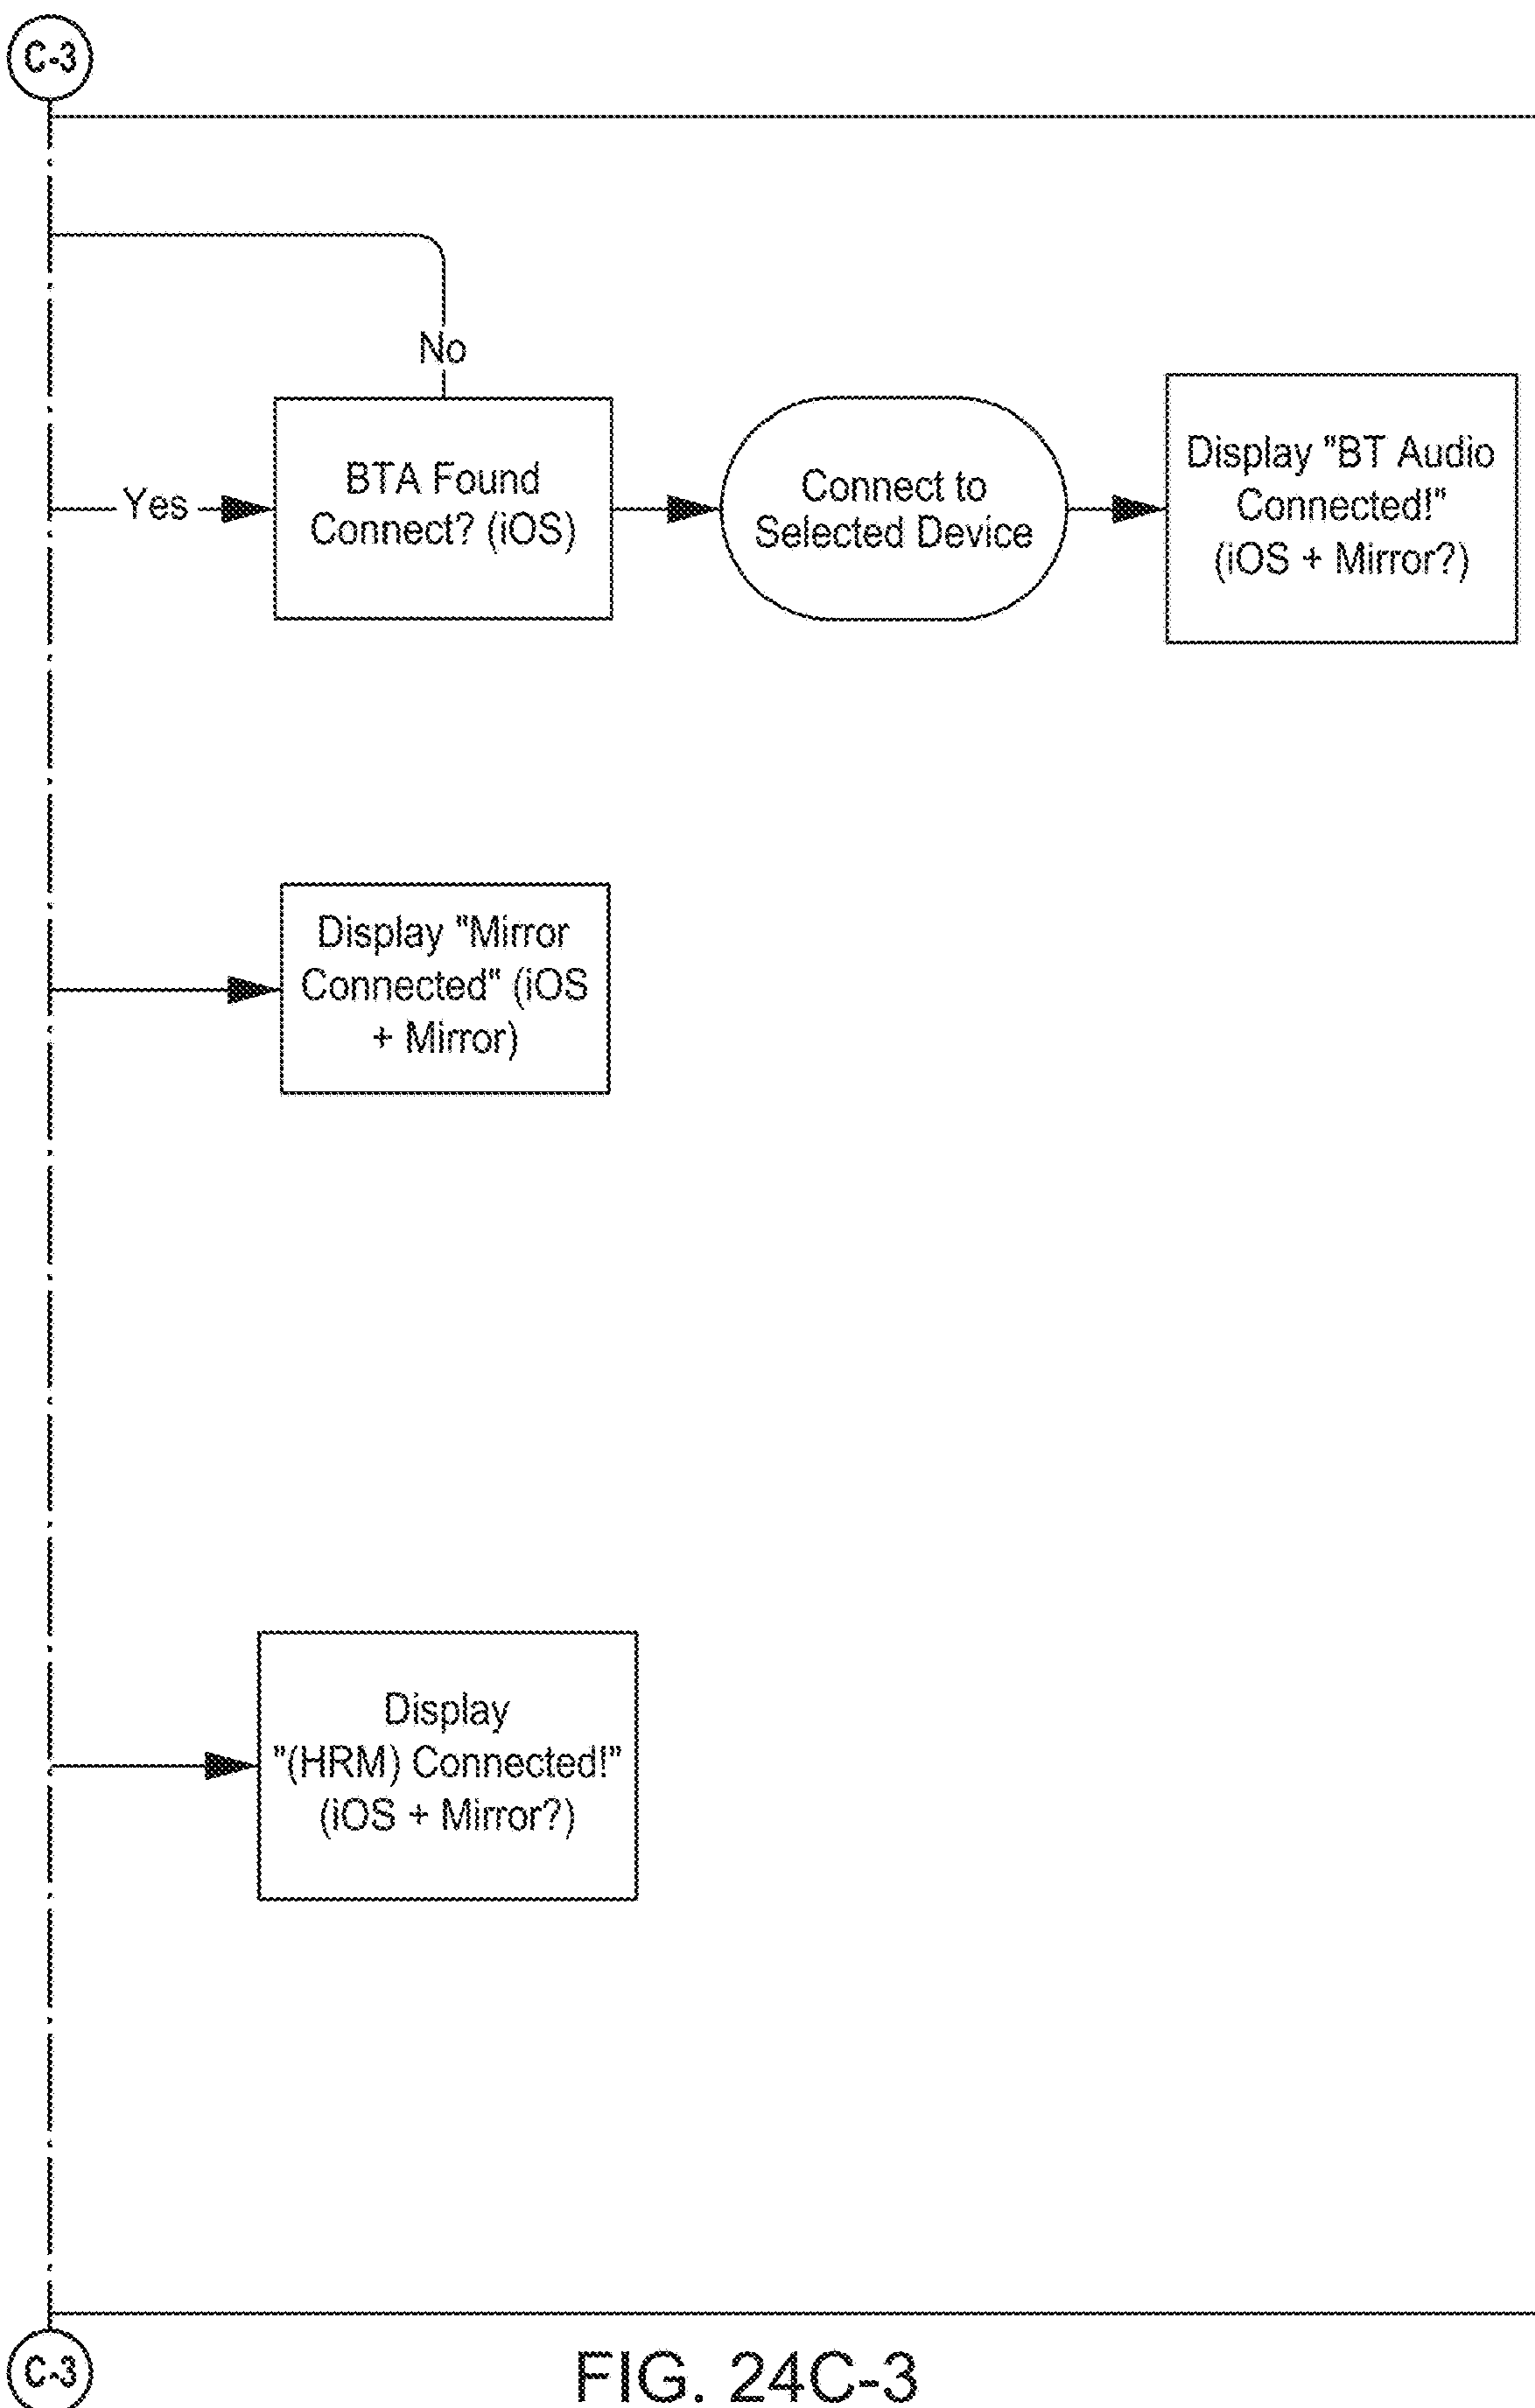 C-3
No
Yes
BTA Found
Connect? (iOS)
Connect to
Selected Device
Display "BT Audio
Connected!"
(iOS + Mirror?)
Display "Mirror
Connected" (iOS
+ Mirror)
Display
"(HRM) Connected!"
(iOS + Mirror?)
C-3
FIG. 24C-3